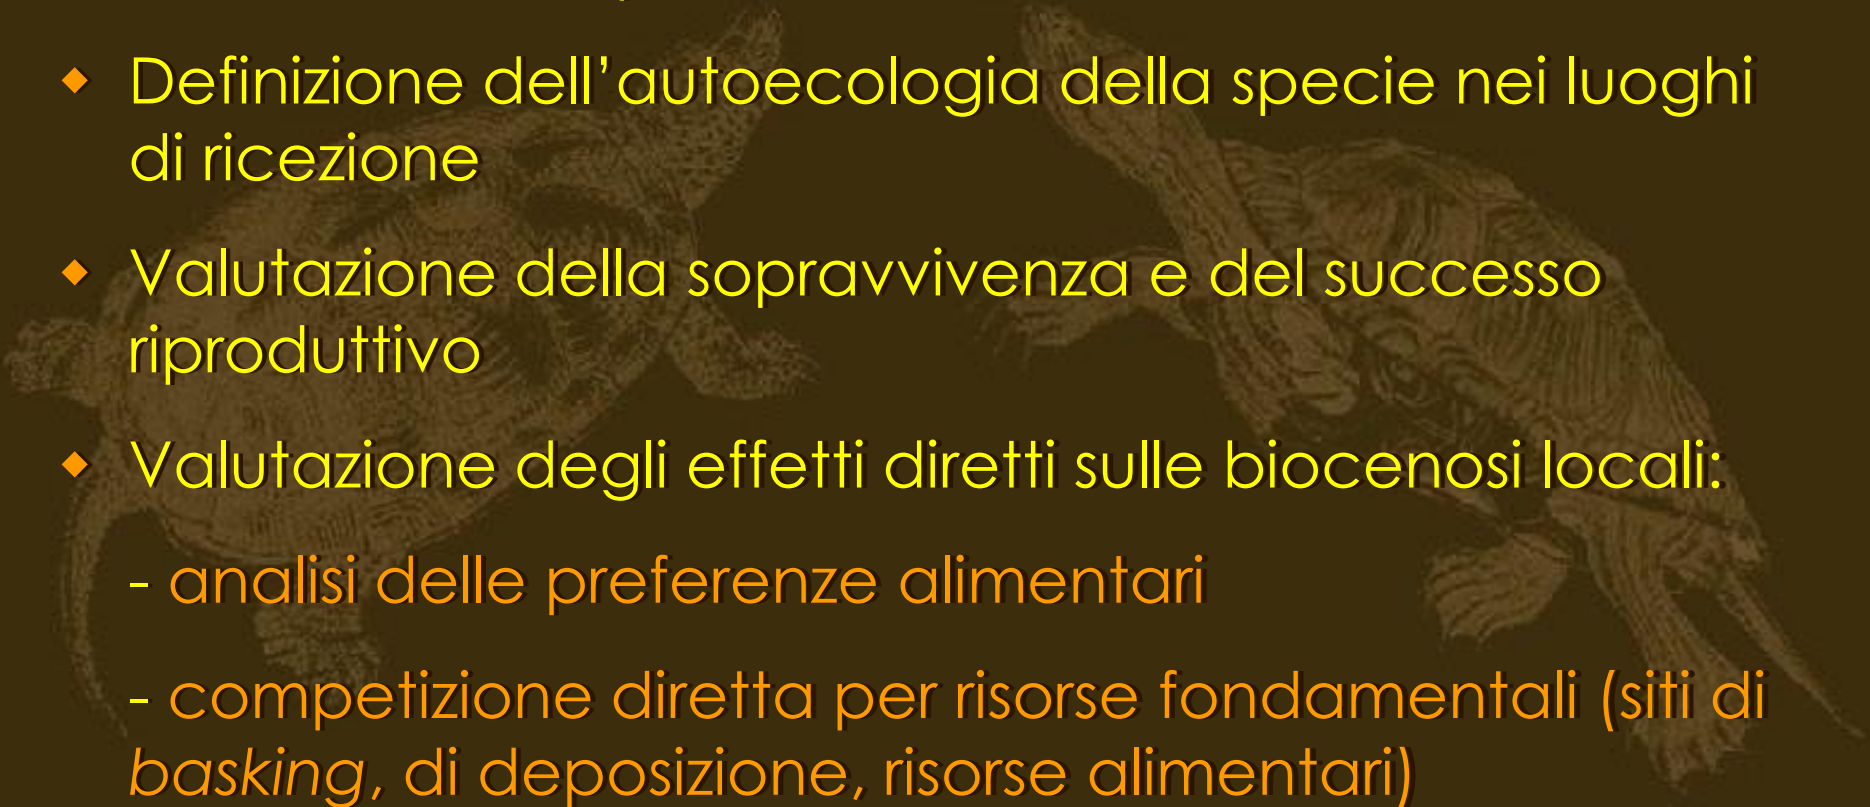 ◆ Definizione dell’autoecologia della specie nei luoghi
di ricezione
◆ Valutazione della sopravvivenza e del successo
riproduttivo
◆ Valutazione degli effetti diretti sulle biocenosi locali:
- analisi delle preferenze alimentari
- competizione diretta per risorse fondamentali (siti di
basking, di deposizione, risorse alimentari)